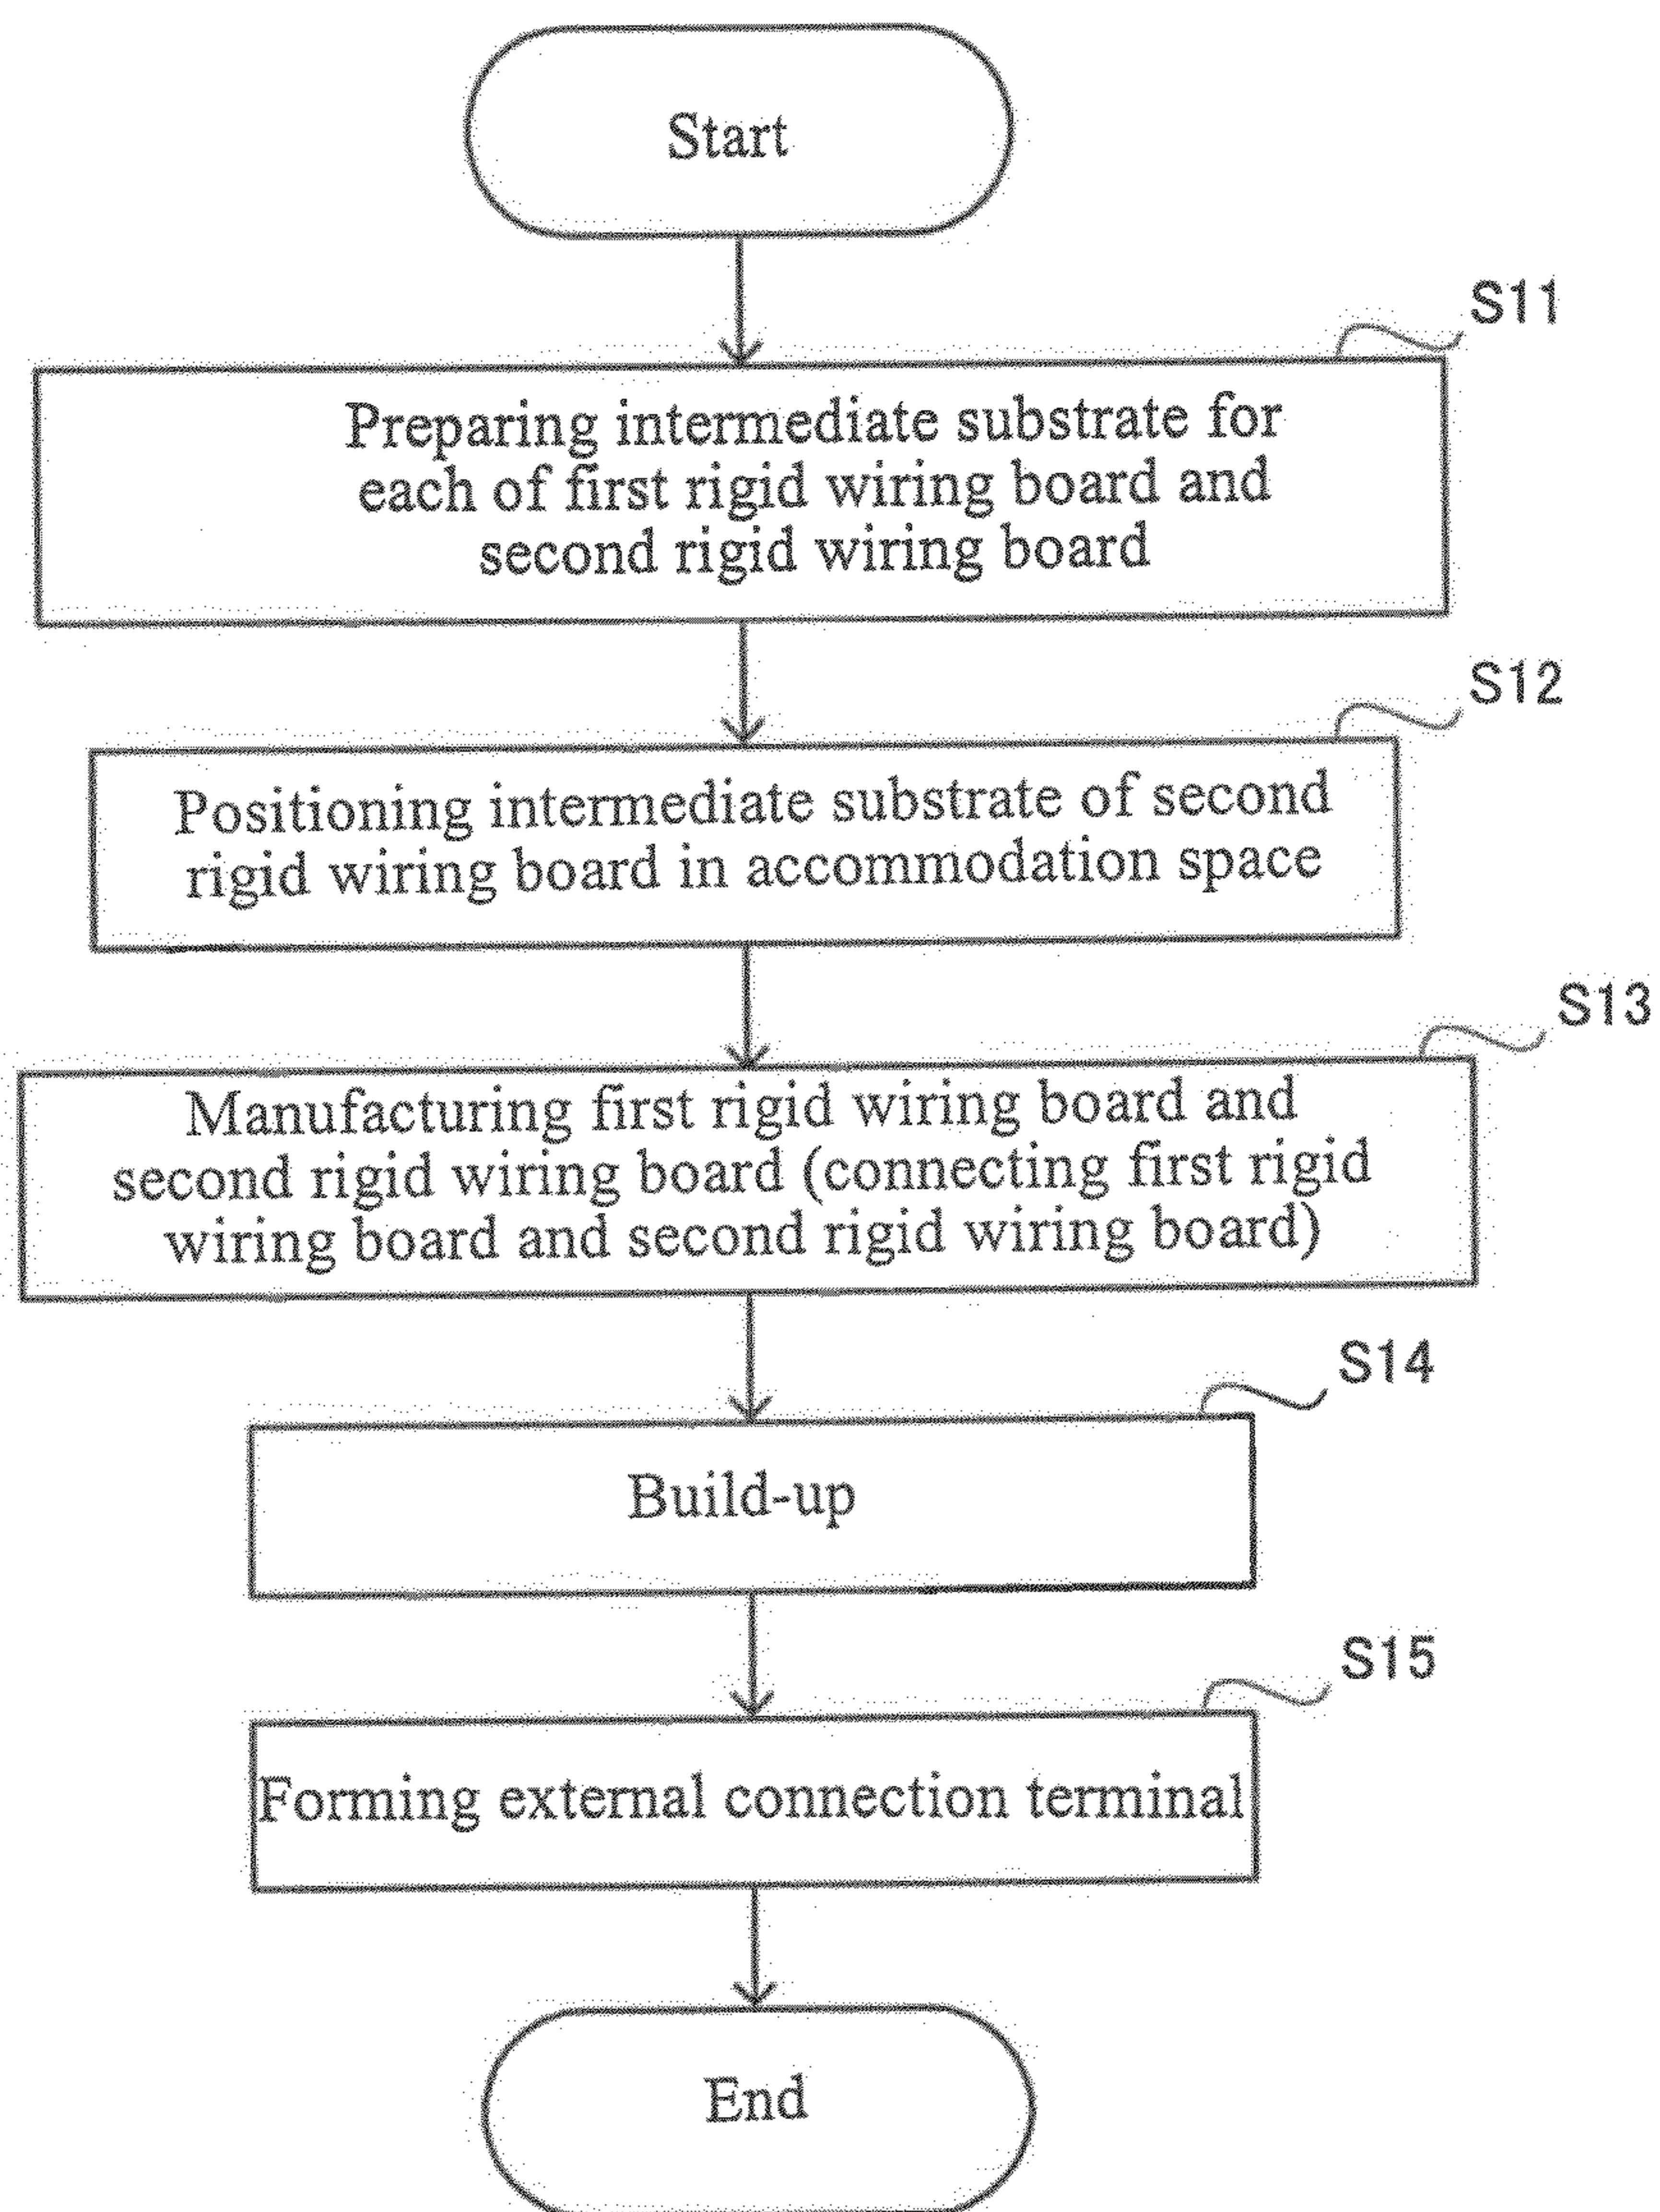 Start
S11
Preparing intermediate substrate for
each of first rigid wiring board and
second rigid wiring board
S12
Positioning intermediate substrate of second
rigid wiring board in accommodation space
S13
Manufacturing first rigid wiring board and
second rigid wiring board (connecting first rigid
wiring board and second rigid wiring board)
S14
Build-up
S15
Forming external connection terminal
End